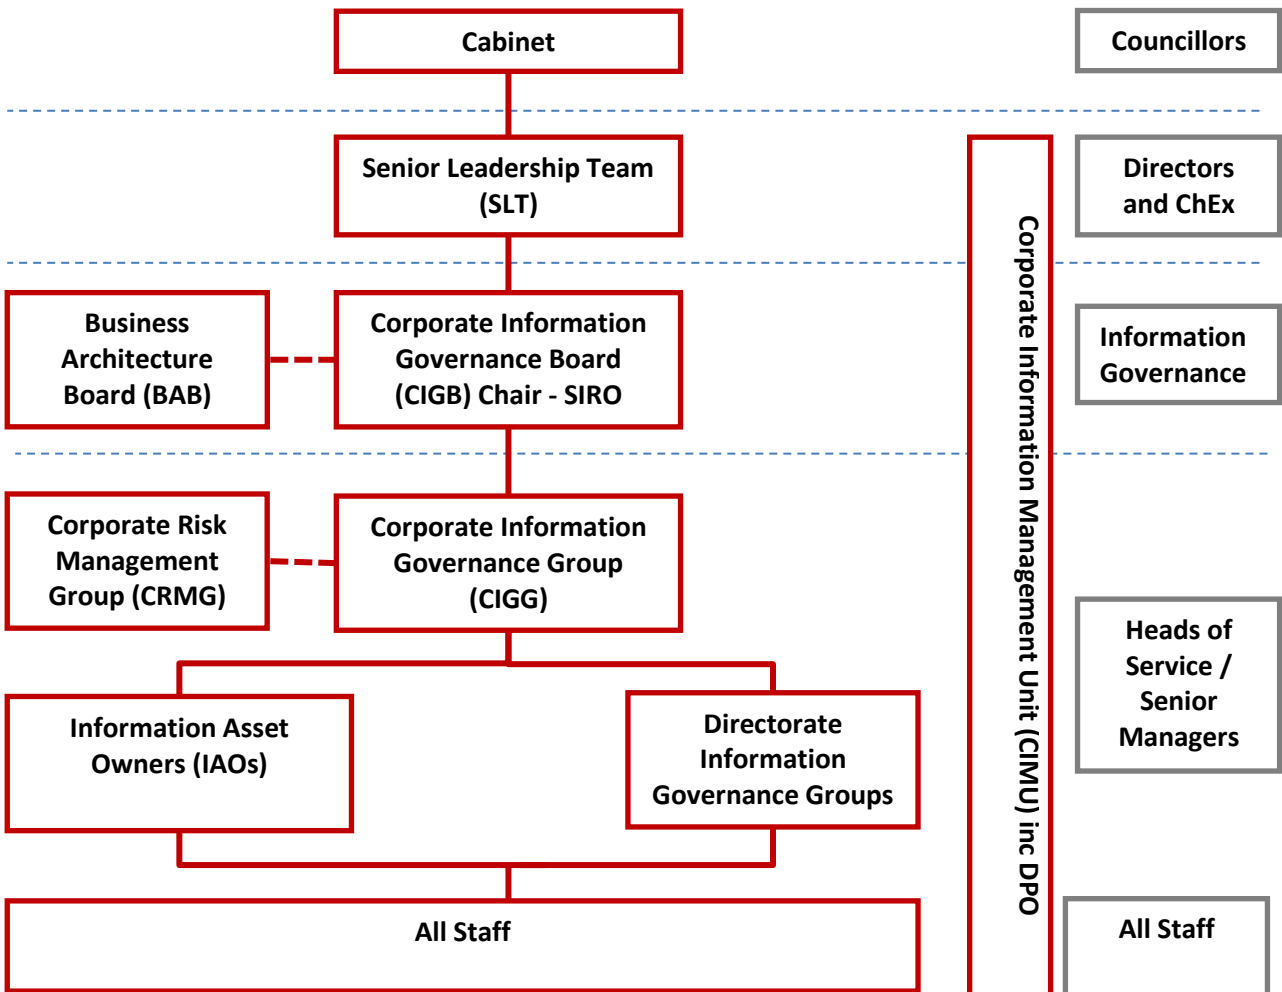 Cabinet
Councillors
Senior Leadership Team
(SLT)
Directors
and ChEx
Corporate Information Management Unit (CIMU) inc DPO
Business
Architecture
Board (BAB)
Corporate Information
Governance Board
(CIGB) Chair - SIRO
Information
Governance
Corporate Risk
Management
Group (CRMG)
Corporate Information
Governance Group
(CIGG)
Heads of
Service /
Senior
Managers
Information Asset
Owners (IAOs)
Directorate
Information
Governance Groups
All Staff
All Staff